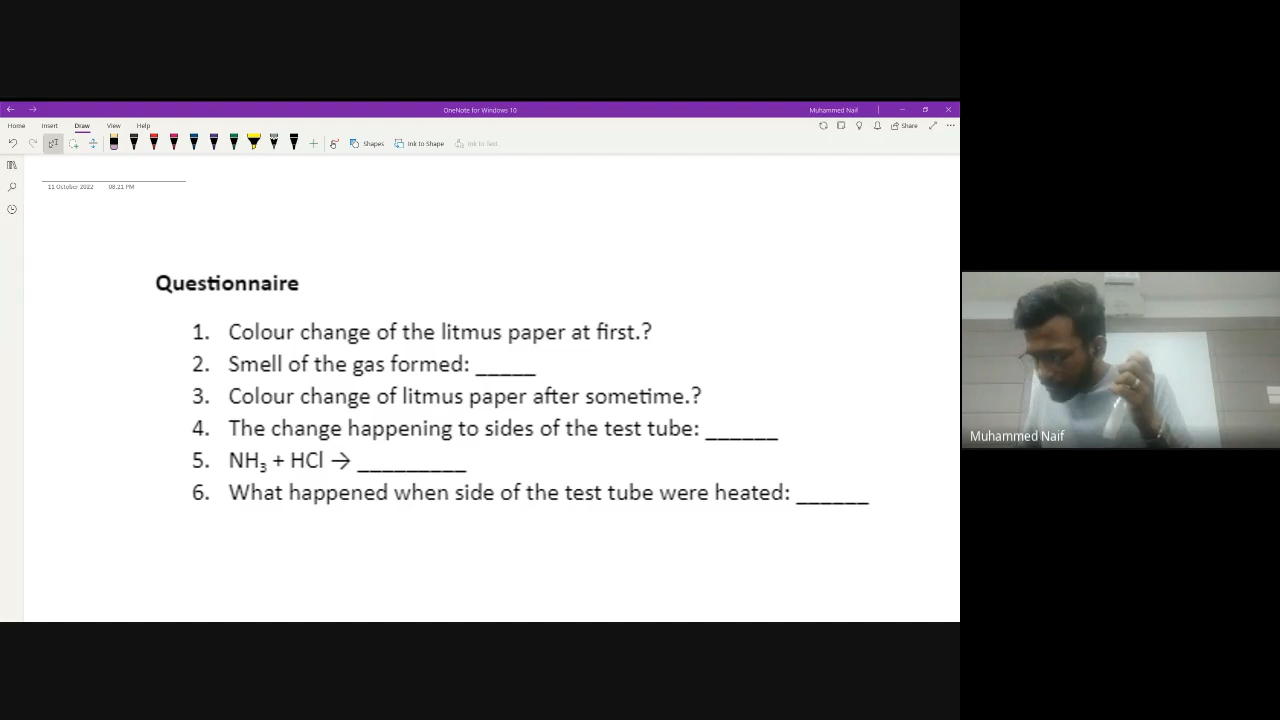 OneNote for Windows 10
Muhammed Naif
Home Insert Draw View Help
Share
Shapes Ink to Shape Ink to Text
11 October 2022 08:21 PM
Questionnaire
1. Colour change of the litmus paper at first.?
2. Smell of the gas formed: _____
3. Colour change of litmus paper after sometime.?
4. The change happening to sides of the test tube: ______
5. NH₃ + HCl → _________
6. What happened when side of the test tube were heated: ______
Muhammed Naif